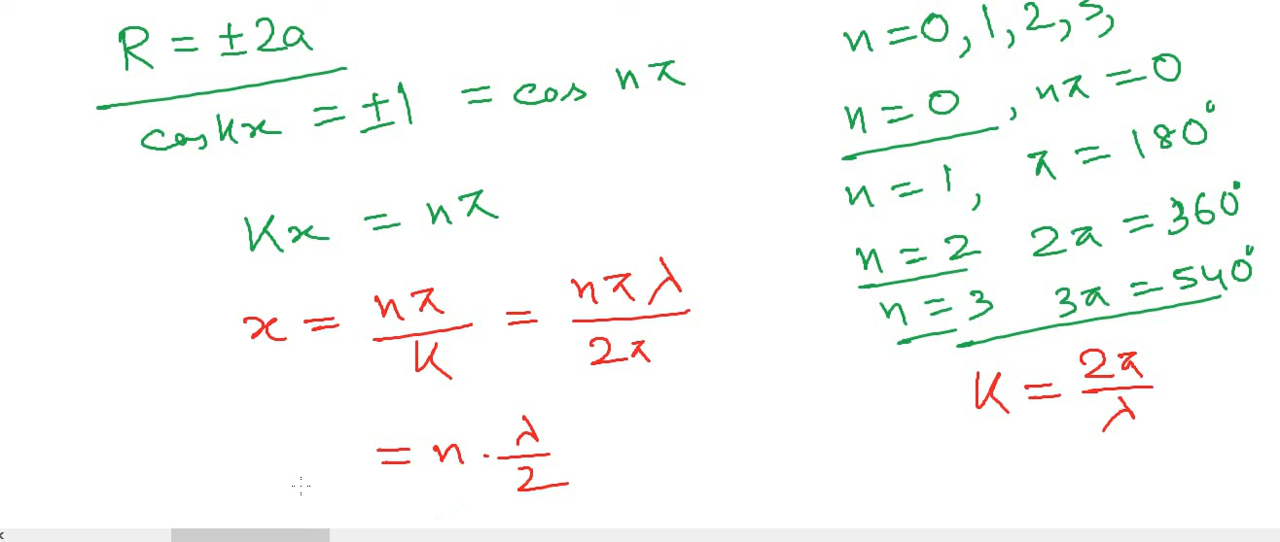 R = ±2a
cos Kx = ±1 = cos nπ
Kx = nπ
x = nπ/K = nπλ/2π
= n · λ/2
n = 0, 1, 2, 3,
n = 0, nπ = 0
n = 1, π = 180°
n = 2 2π = 360°
n = 3 3π = 540°
K = 2π/λ